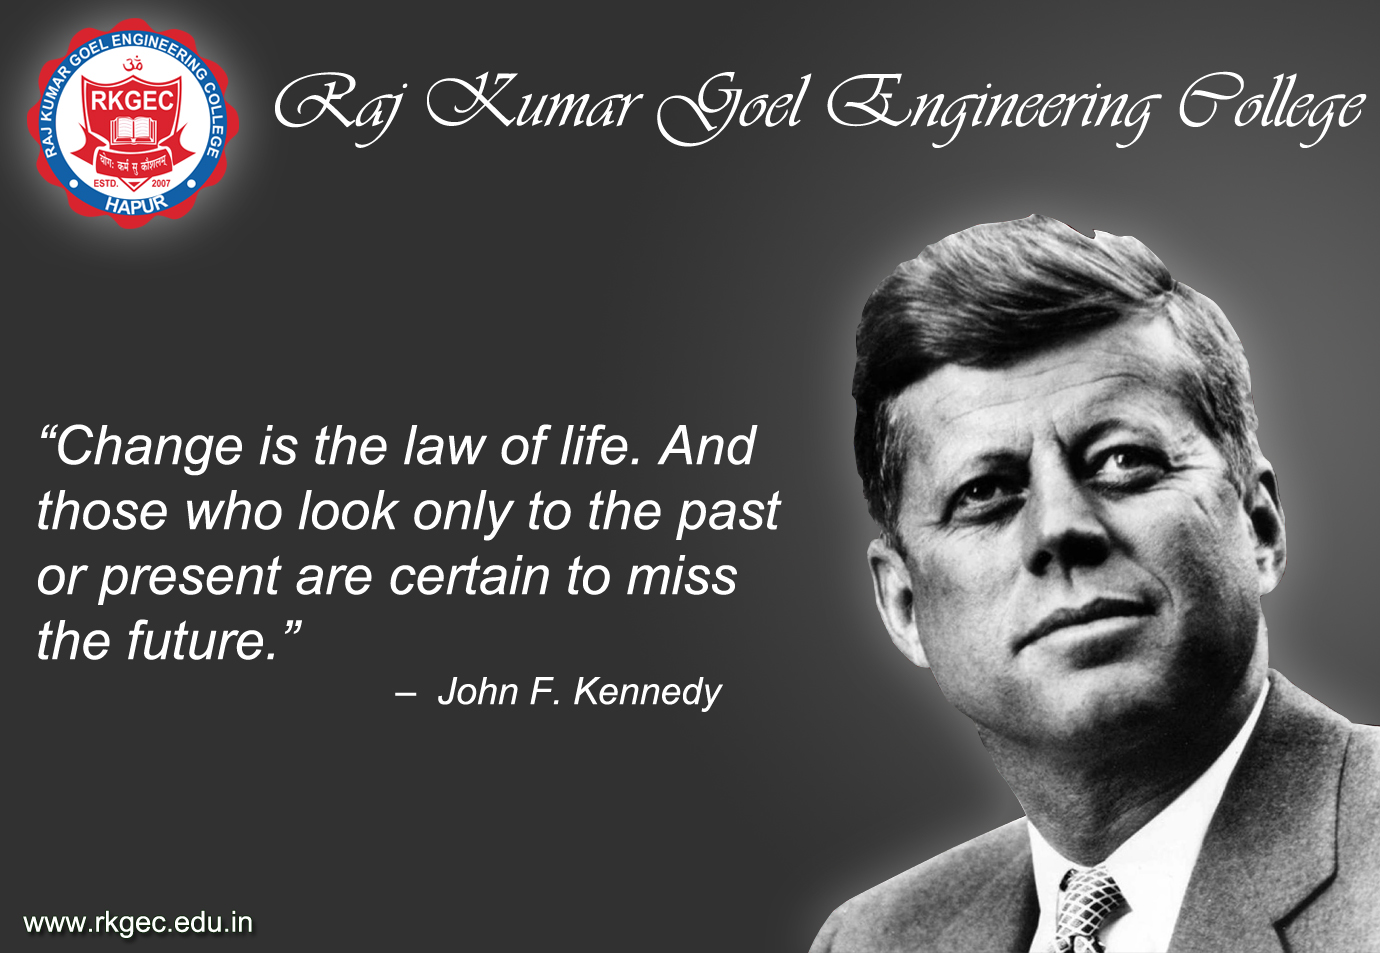 RAJ KUMAR GOEL ENGINEERING COLLEGE
ॐ
RKGEC
योगः कर्म सु कौशलम्
ESTD. 2007
HAPUR
Raj Kumar Goel Engineering College
“Change is the law of life. And
those who look only to the past
or present are certain to miss
the future.”
– John F. Kennedy
www.rkgec.edu.in